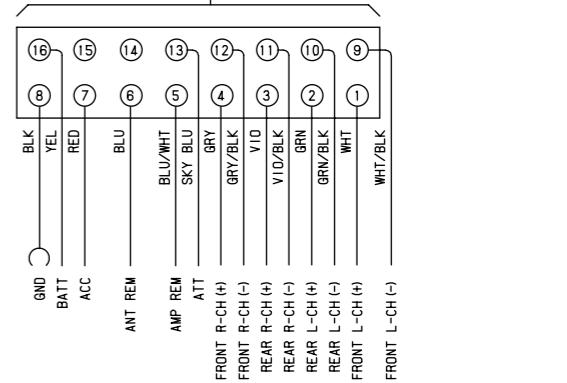 16 15 14 13 12 11 10 9
8 7 6 5 4 3 2 1
BLK
YEL
RED
BLU
BLU/WHT
SKY BLU
GRY
GRY/BLK
VIO
VIO/BLK
GRN
GRN/BLK
WHT
WHT/BLK
GND
BATT
ACC
ANT REM
AMP REM
ATT
FRONT R-CH (+)
FRONT R-CH (-)
REAR R-CH (+)
REAR R-CH (-)
REAR L-CH (+)
REAR L-CH (-)
FRONT L-CH (+)
FRONT L-CH (-)